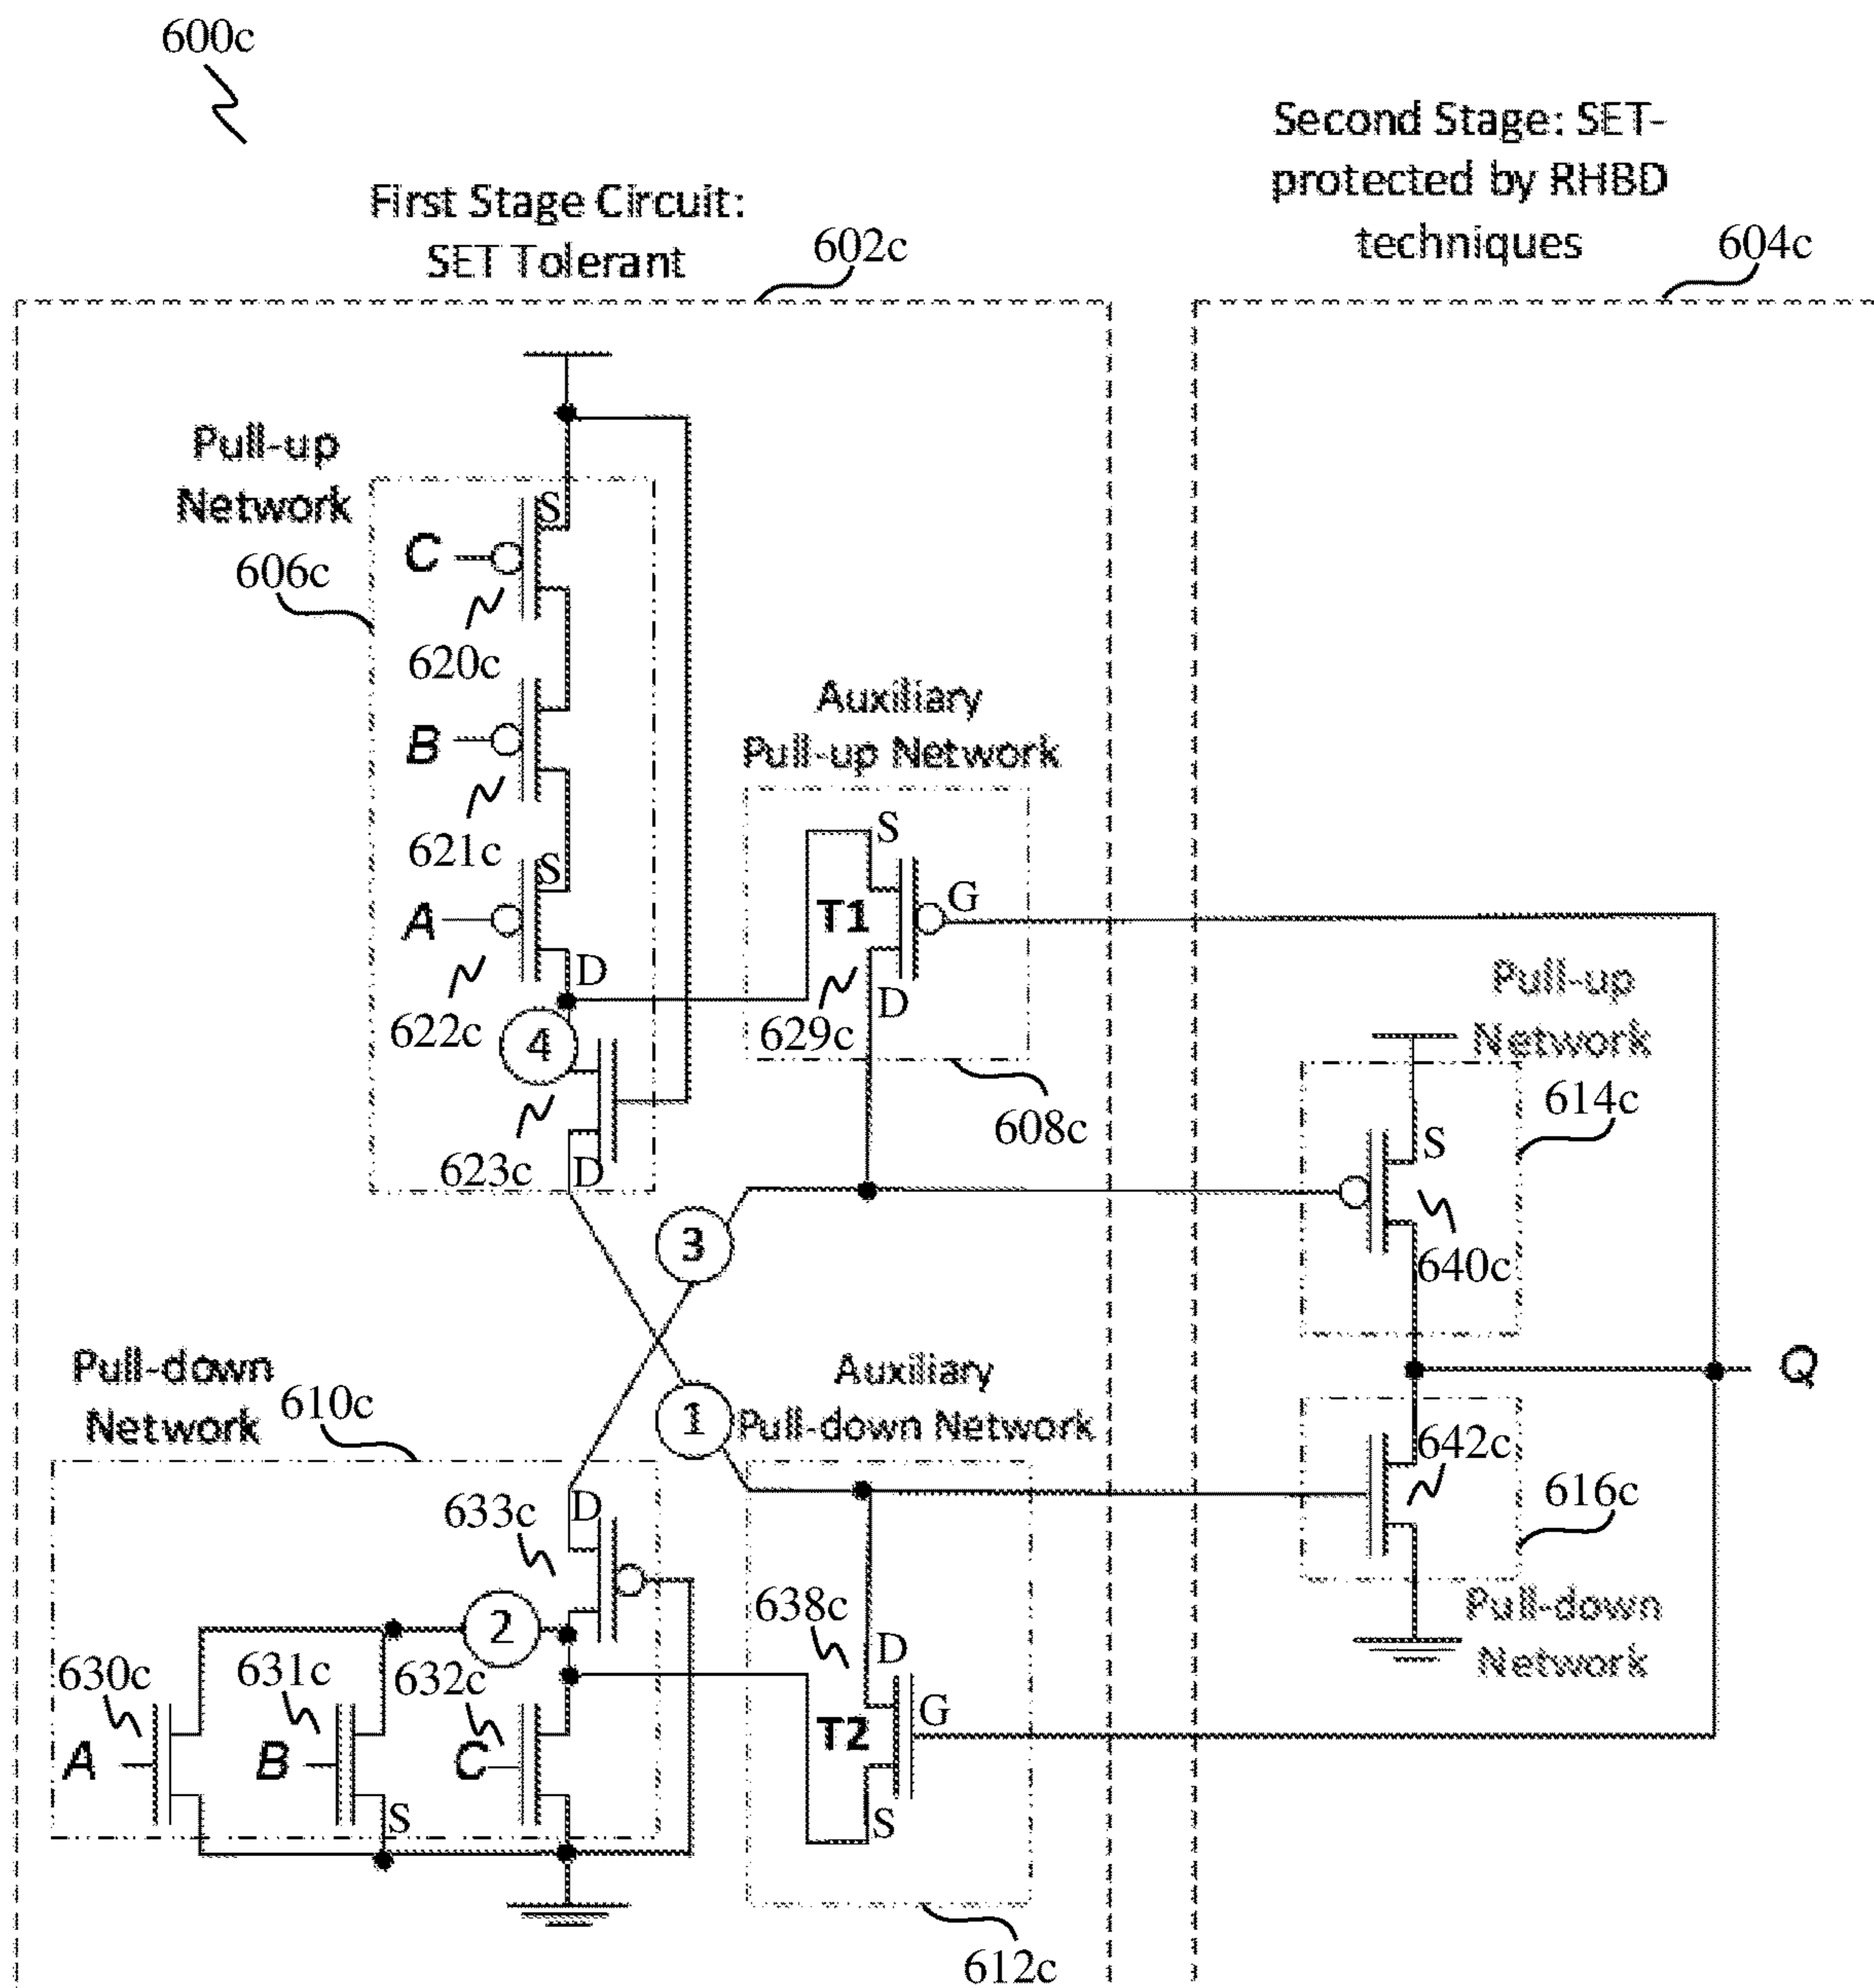 600c
Second Stage: SET-
protected by RHBD
techniques
604c
First Stage Circuit:
SET Tolerant
602c
Pull-up
Network
606c
S
C
620c
B
621c
S
A
D
622c
4
623c
D
Auxiliary
Pull-up Network
S
T1
G
D
629c
608c
Pull-up
Network
614c
S
640c
3
1
Q
Pull-down
Network
610c
Auxiliary
Pull-down Network
642c
616c
Pull-down
Network
D
633c
2
630c
631c
632c
A
B
C
S
638c
D
G
T2
S
612c